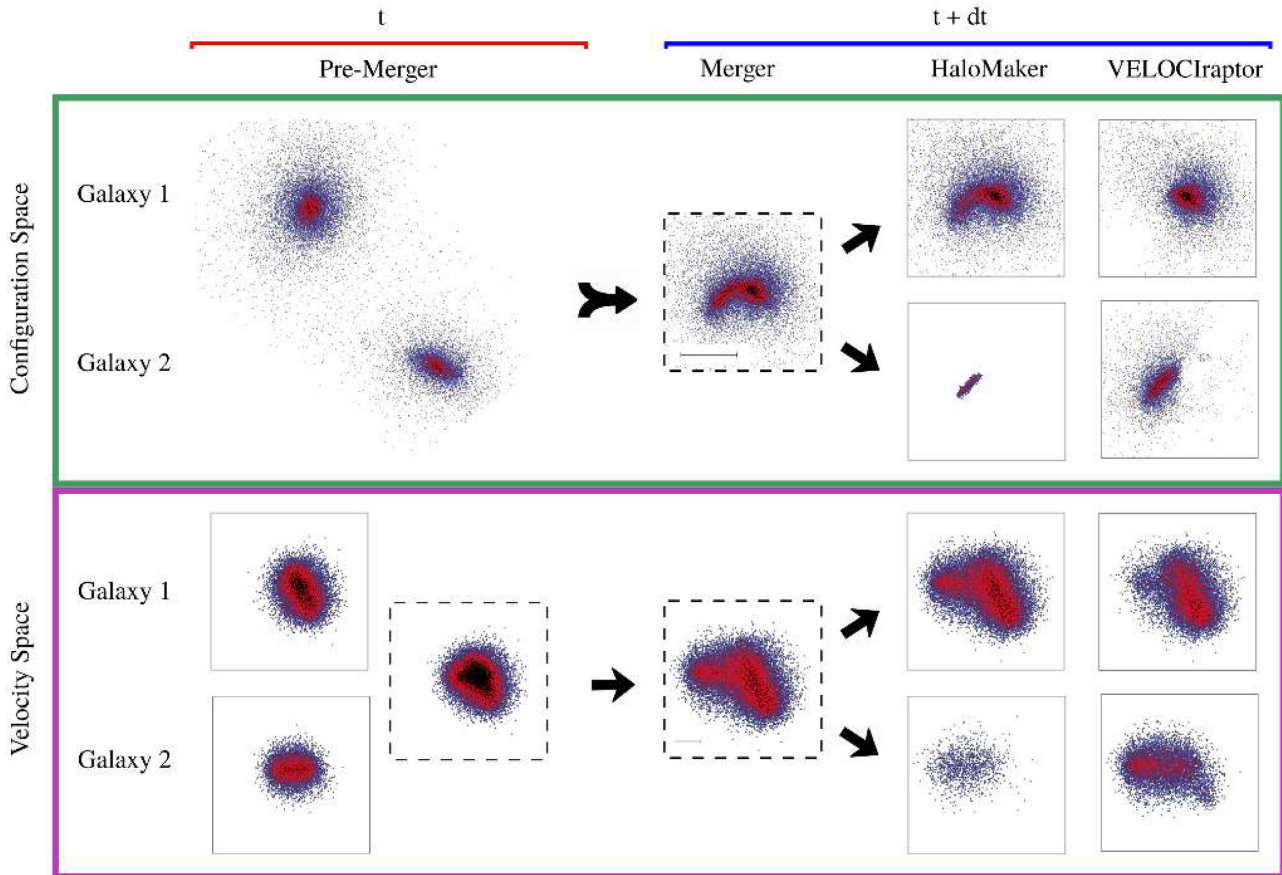 t
t + dt
Pre-Merger
Merger
HaloMaker
VELOCIraptor
Configuration Space
Galaxy 1
Galaxy 2
Velocity Space
Galaxy 1
Galaxy 2